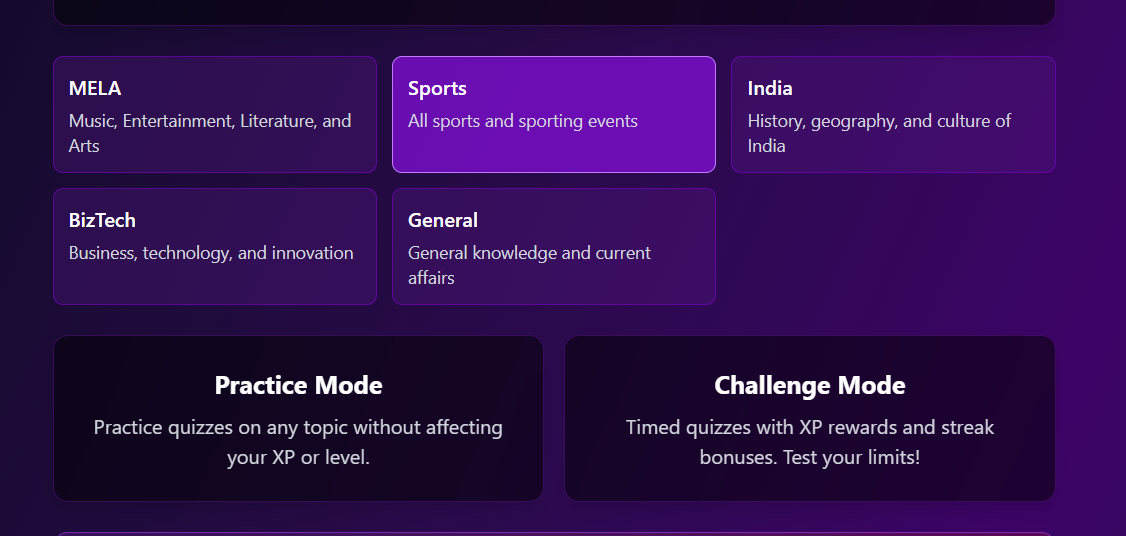 MELA
Music, Entertainment, Literature, and
Arts
Sports
All sports and sporting events
India
History, geography, and culture of
India
BizTech
Business, technology, and innovation
General
General knowledge and current
affairs
Practice Mode
Practice quizzes on any topic without affecting
your XP or level.
Challenge Mode
Timed quizzes with XP rewards and streak
bonuses. Test your limits!